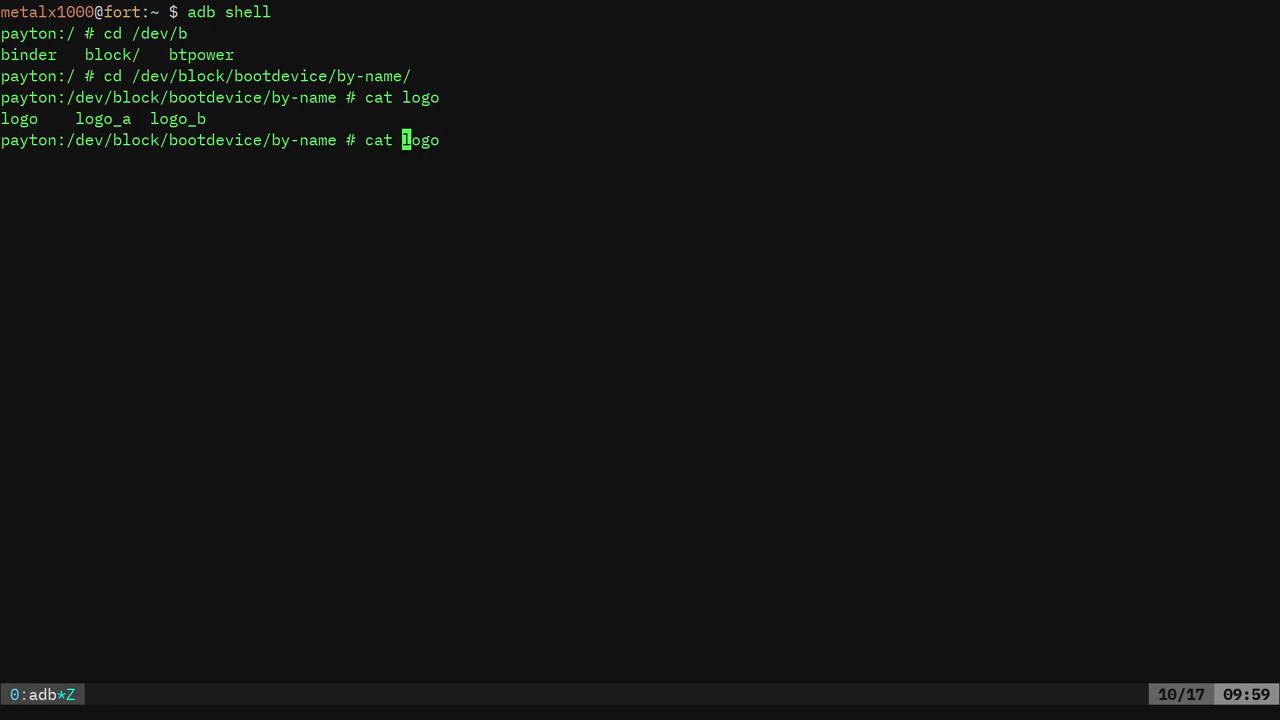 metalx1000@fort:~ $ adb shell
payton:/ # cd /dev/b
binder   block/   btpower
payton:/ # cd /dev/block/bootdevice/by-name/
payton:/dev/block/bootdevice/by-name # cat logo
logo    logo_a  logo_b
payton:/dev/block/bootdevice/by-name # cat logo
0:adb*Z 10/17 09:59